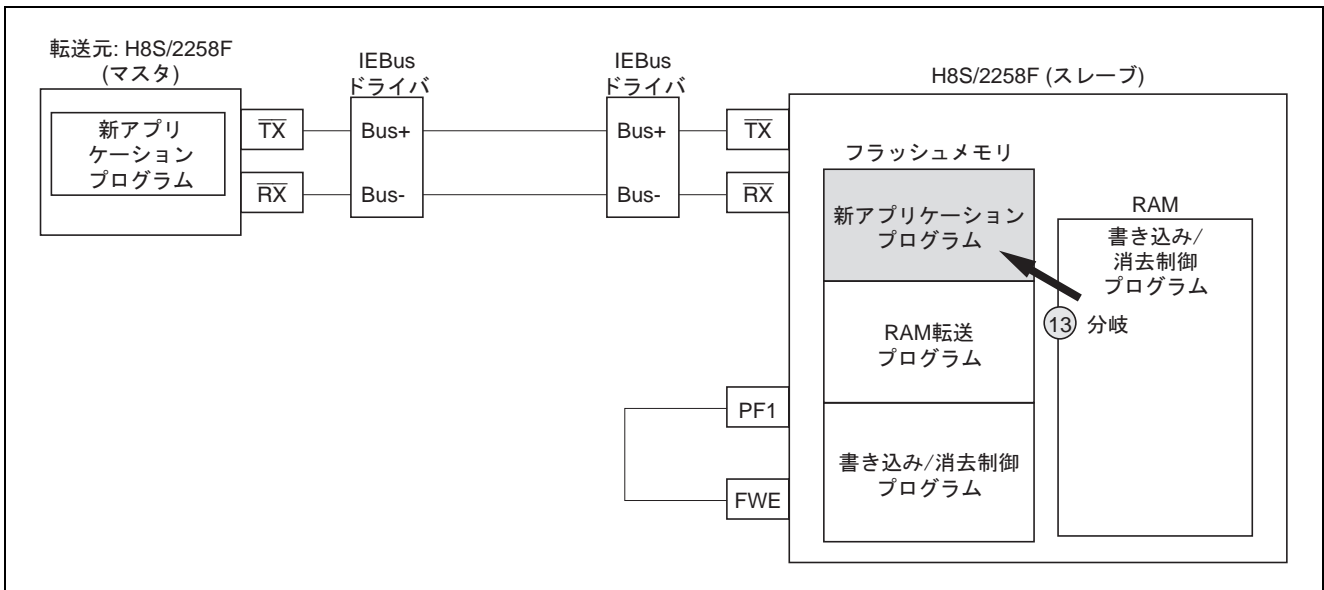 転送元: H8S/2258F
(マスタ)
新アプリ
ケーション
プログラム
TX
RX
IEBus
ドライバ
Bus+
Bus-
IEBus
ドライバ
Bus+
Bus-
TX
RX
PF1
FWE
H8S/2258F (スレーブ)
フラッシュメモリ
新アプリケーション
プログラム
RAM転送
プログラム
書き込み/消去制御
プログラム
RAM
書き込み/
消去制御
プログラム
13 分岐